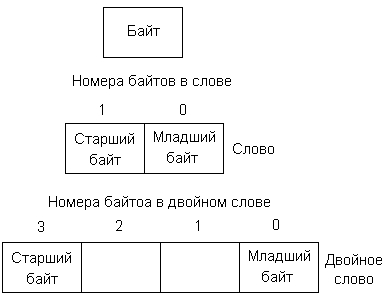 Байт
Номера байтов в слове
1 0
Старший байт Младший байт Слово
Номера байтоа в двойном слове
3 2 1 0
Старший байт Младший байт Двойное слово